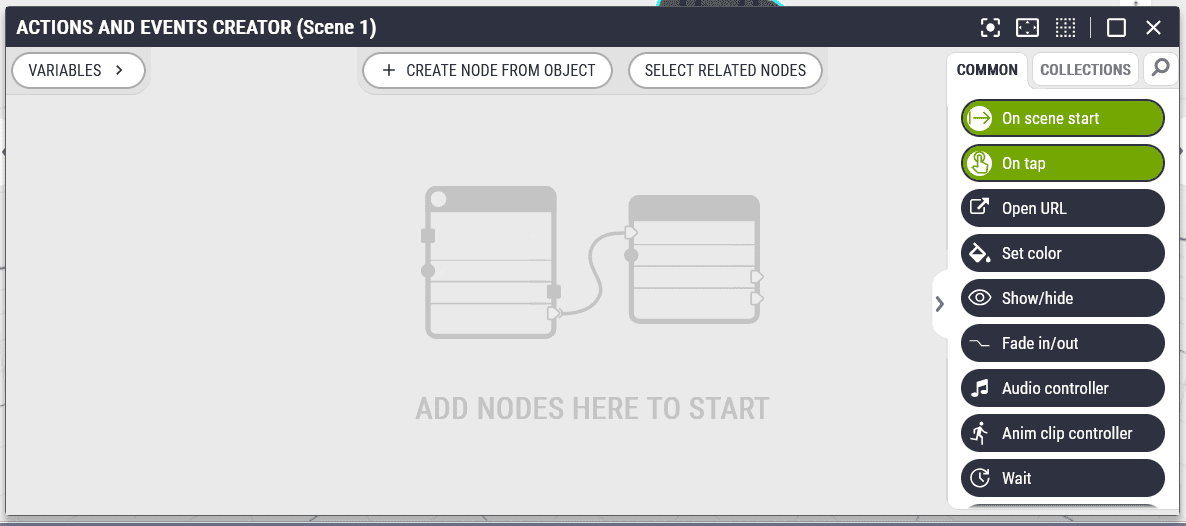 ACTIONS AND EVENTS CREATOR (Scene 1)
VARIABLES
CREATE NODE FROM OBJECT
SELECT RELATED NODES
COMMON
COLLECTIONS
On scene start
On tap
Open URL
Set color
Show/hide
Fade in/out
Audio controller
Anim clip controller
Wait
ADD NODES HERE TO START